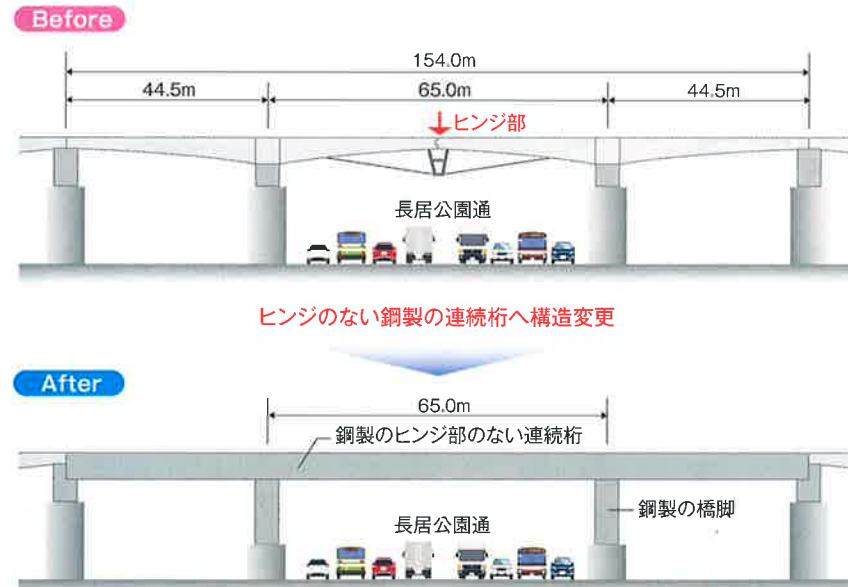 Before
154.0m
44.5m 65.0m 44.5m
ヒンジ部
長居公園通
ヒンジのない鋼製の連続桁へ構造変更
After
65.0m
鋼製のヒンジ部のない連続桁
長居公園通
鋼製の橋脚